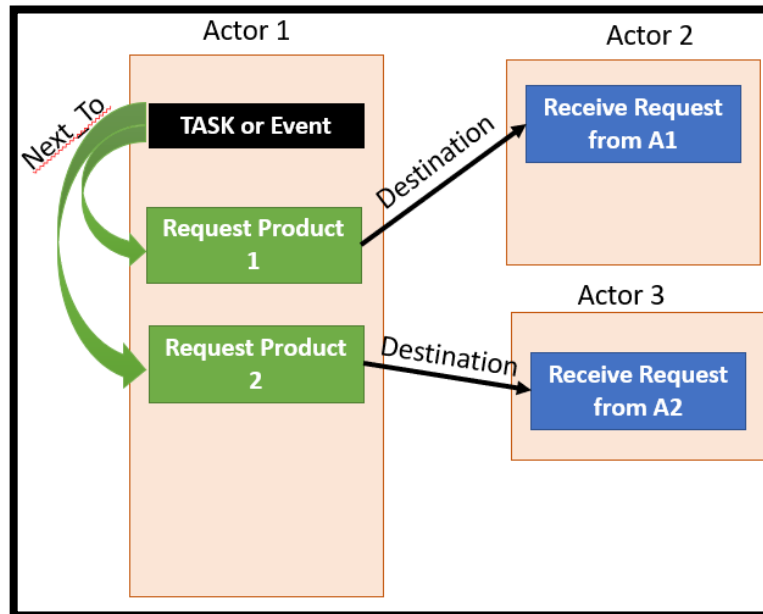 Actor 1
Actor 2
TASK or Event
Receive Request
from A1
Next_To
Destination
Request Product
1
Actor 3
Request Product
2
Destination
Receive Request
from A2